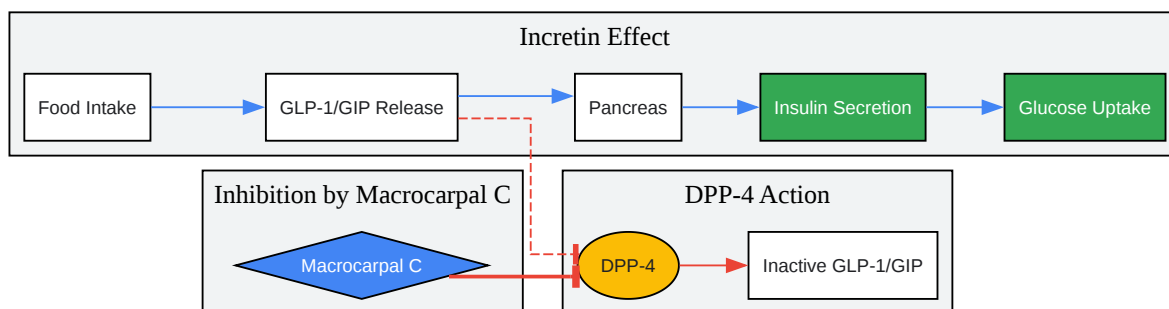 Incretin Effect
Food Intake
GLP-1/GIP Release
Pancreas
Insulin Secretion
Glucose Uptake
Inhibition by Macrocarpal C
DPP-4 Action
Macrocarpal C
DPP-4
Inactive GLP-1/GIP